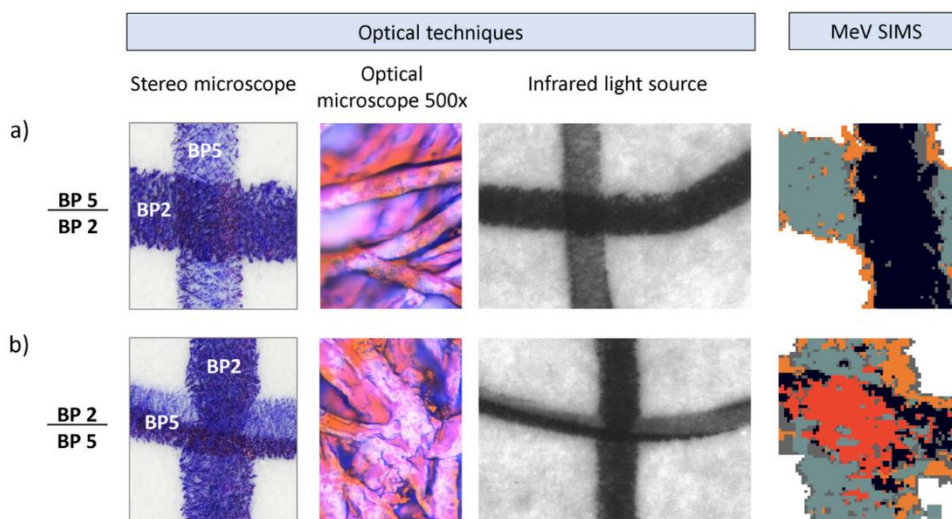 Optical techniques
MeV SIMS
Stereo microscope
Optical
microscope 500x
Infrared light source
a)
BP5
BP 5
BP2
BP 2
b)
BP2
BP 2
BP5
BP 5